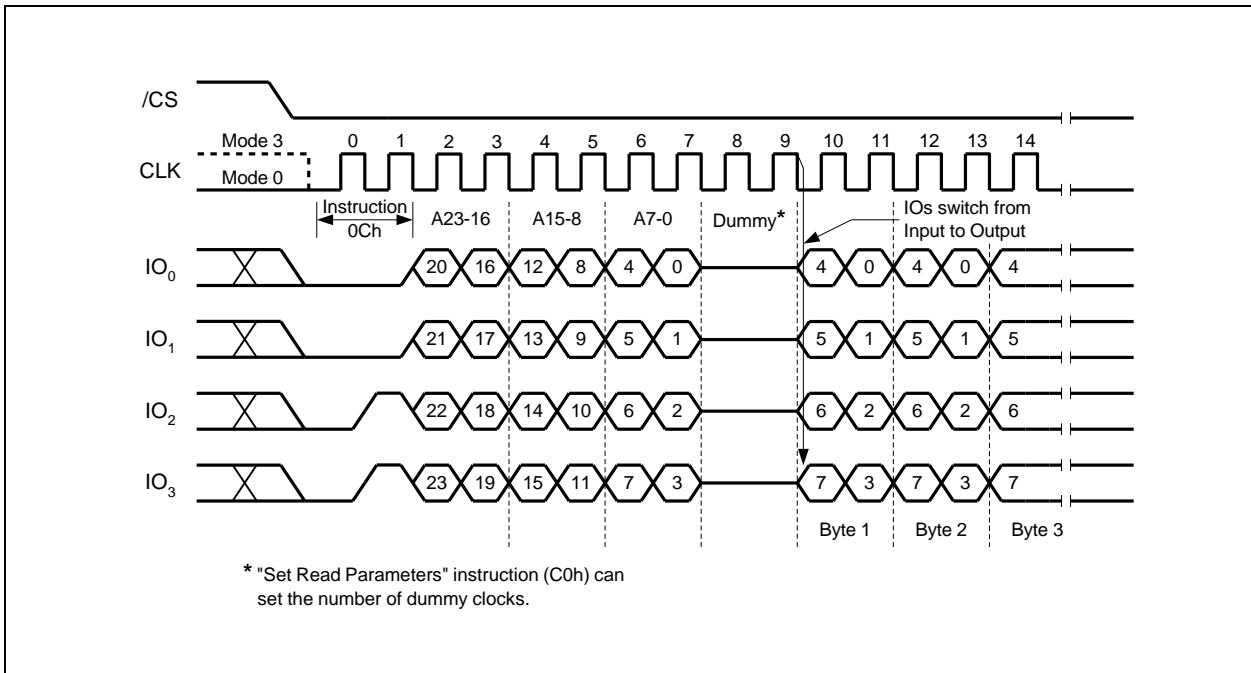 /CS
Mode 3 0 1 2 3 4 5 6 7 8 9 10 11 12 13 14
CLK
Mode 0
Instruction
0Ch
A23-16 A15-8 A7-0 Dummy*
IOs switch from
Input to Output
IO0 20 16 12 8 4 0 4 0 4 0 4
IO1 21 17 13 9 5 1 5 1 5 1 5
IO2 22 18 14 10 6 2 6 2 6 2 6
IO3 23 19 15 11 7 3 7 3 7 3 7
Byte 1 Byte 2 Byte 3
* "Set Read Parameters" instruction (C0h) can
set the number of dummy clocks.